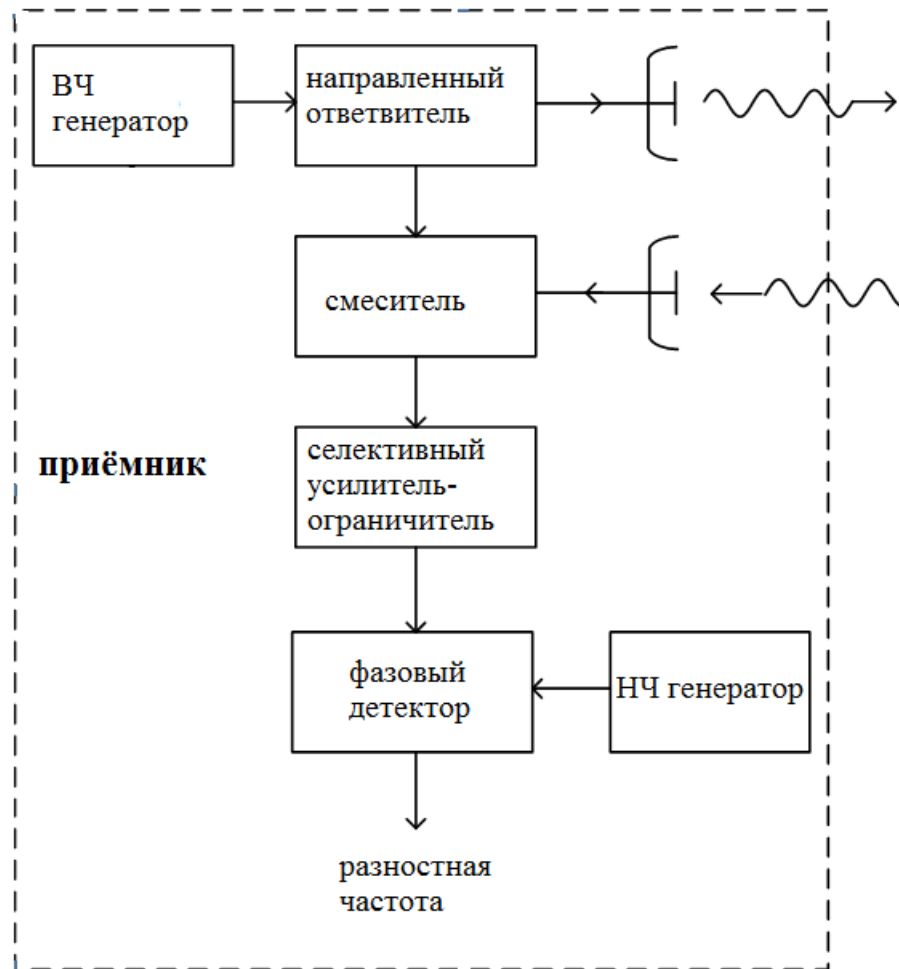 ВЧ
генератор
направленный
ответвитель
смеситель
приёмник
селективный
усилитель-
ограничитель
фазовый
детектор
НЧ генератор
разностная
частота